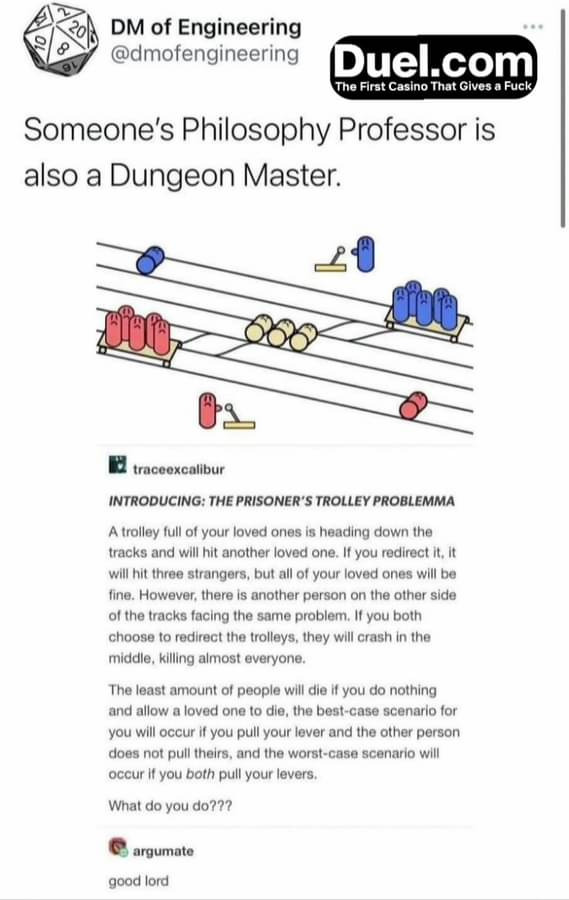 DM of Engineering
@dmofengineering
Duel.com
The First Casino That Gives a Fuck
Someone's Philosophy Professor is
also a Dungeon Master.
traceexcalibur
INTRODUCING: THE PRISONER'S TROLLEY PROBLEMMA
A trolley full of your loved ones is heading down the
tracks and will hit another loved one. If you redirect it, it
will hit three strangers, but all of your loved ones will be
fine. However, there is another person on the other side
of the tracks facing the same problem. If you both
choose to redirect the trolleys, they will crash in the
middle, killing almost everyone.
The least amount of people will die if you do nothing
and allow a loved one to die, the best-case scenario for
you will occur if you pull your lever and the other person
does not pull theirs, and the worst-case scenario will
occur if you both pull your levers.
What do you do???
argumate
good lord